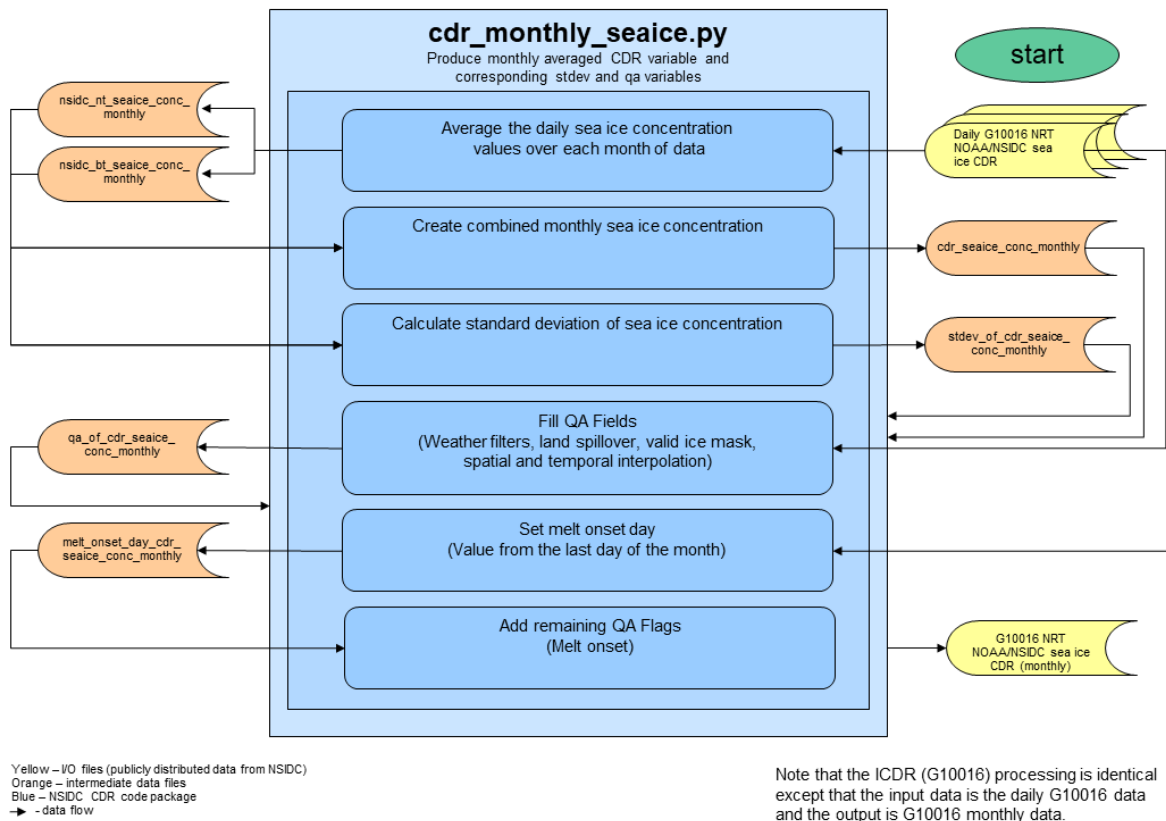 cdr_monthly_seaice.py
Produce monthly averaged CDR variable and
corresponding stdev and qa variables
start
nsidc_nt_seaice_conc_
monthly
nsidc_bt_seaice_conc_
monthly
Average the daily sea ice concentration
values over each month of data
Daily G10016 NRT
NOAA/NSIDC sea
ice CDR
Create combined monthly sea ice concentration
cdr_seaice_conc_monthly
Calculate standard deviation of sea ice concentration
stdev_of_cdr_seaice_
conc_monthly
Fill QA Fields
(Weather filters, land spillover, valid ice mask,
spatial and temporal interpolation)
qa_of_cdr_seaice_
conc_monthly
Set melt onset day
(Value from the last day of the month)
melt_onset_day_cdr_
seaice_conc_monthly
Add remaining QA Flags
(Melt onset)
G10016 NRT
NOAA/NSIDC sea ice
CDR (monthly)
Yellow – I/O files (publicly distributed data from NSIDC)
Orange – intermediate data files
Blue – NSIDC CDR code package
- data flow
Note that the ICDR (G10016) processing is identical
except that the input data is the daily G10016 data
and the output is G10016 monthly data.